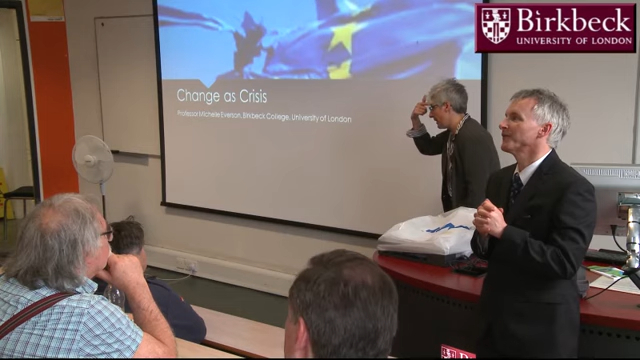 Birkbeck
UNIVERSITY OF LONDON
Change as Crisis
Professor Michelle Everson, Birkbeck College, University of London